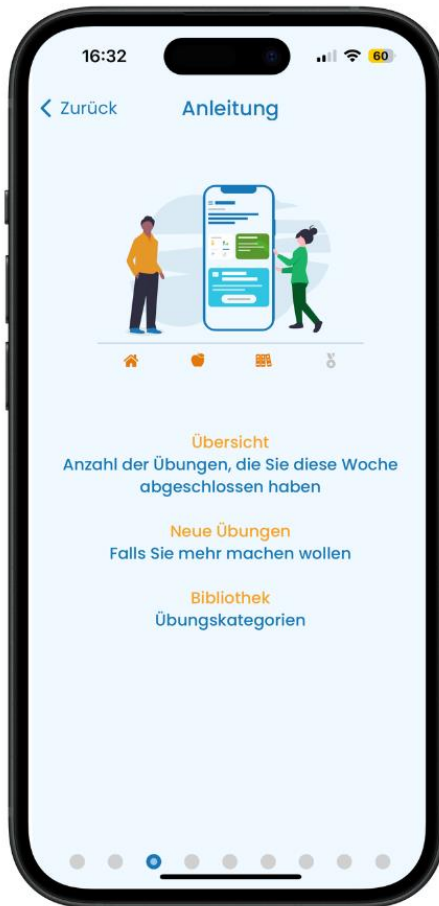 16:32
60
Zurück
Anleitung
Übersicht
Anzahl der Übungen, die Sie diese Woche
abgeschlossen haben
Neue Übungen
Falls Sie mehr machen wollen
Bibliothek
Übungskategorien